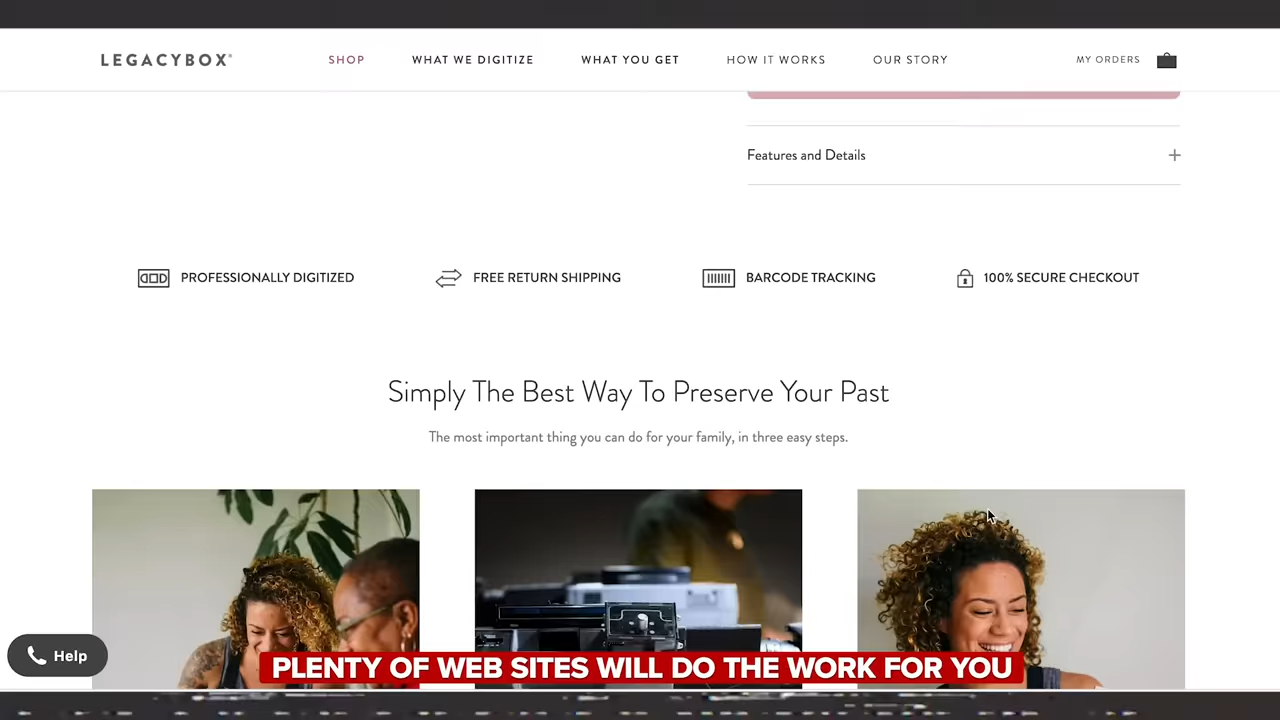 LEGACYBOX®
SHOP
WHAT WE DIGITIZE
WHAT YOU GET
HOW IT WORKS
OUR STORY
MY ORDERS
Features and Details
PROFESSIONALLY DIGITIZED
FREE RETURN SHIPPING
BARCODE TRACKING
100% SECURE CHECKOUT
Simply The Best Way To Preserve Your Past
The most important thing you can do for your family, in three easy steps.
Help
PLENTY OF WEB SITES WILL DO THE WORK FOR YOU